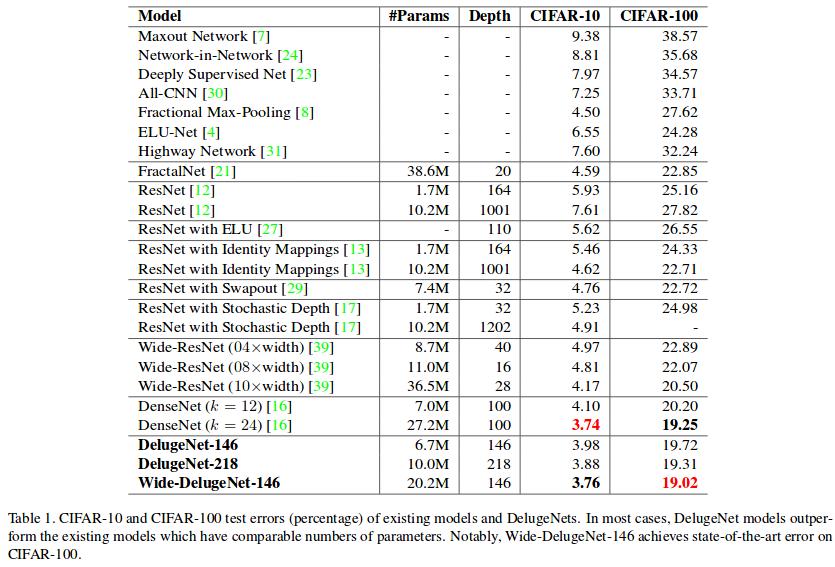 Model #Params Depth CIFAR-10 CIFAR-100
Maxout Network [7] - - 9.38 38.57
Network-in-Network [24] - - 8.81 35.68
Deeply Supervised Net [23] - - 7.97 34.57
All-CNN [30] - - 7.25 33.71
Fractional Max-Pooling [8] - - 4.50 27.62
ELU-Net [4] - - 6.55 24.28
Highway Network [31] - - 7.60 32.24
FractalNet [21] 38.6M 20 4.59 22.85
ResNet [12] 1.7M 164 5.93 25.16
ResNet [12] 10.2M 1001 7.61 27.82
ResNet with ELU [27] - 110 5.62 26.55
ResNet with Identity Mappings [13] 1.7M 164 5.46 24.33
ResNet with Identity Mappings [13] 10.2M 1001 4.62 22.71
ResNet with Swapout [29] 7.4M 32 4.76 22.72
ResNet with Stochastic Depth [17] 1.7M 32 5.23 24.98
ResNet with Stochastic Depth [17] 10.2M 1202 4.91 -
Wide-ResNet (04×width) [39] 8.7M 40 4.97 22.89
Wide-ResNet (08×width) [39] 11.0M 16 4.81 22.07
Wide-ResNet (10×width) [39] 36.5M 28 4.17 20.50
DenseNet (k = 12) [16] 7.0M 100 4.10 20.20
DenseNet (k = 24) [16] 27.2M 100 3.74 19.25
DelugeNet-146 6.7M 146 3.98 19.72
DelugeNet-218 10.0M 218 3.88 19.31
Wide-DelugeNet-146 20.2M 146 3.76 19.02
Table 1. CIFAR-10 and CIFAR-100 test errors (percentage) of existing models and DelugeNets. In most cases, DelugeNet models outper-
form the existing models which have comparable numbers of parameters. Notably, Wide-DelugeNet-146 achieves state-of-the-art error on
CIFAR-100.